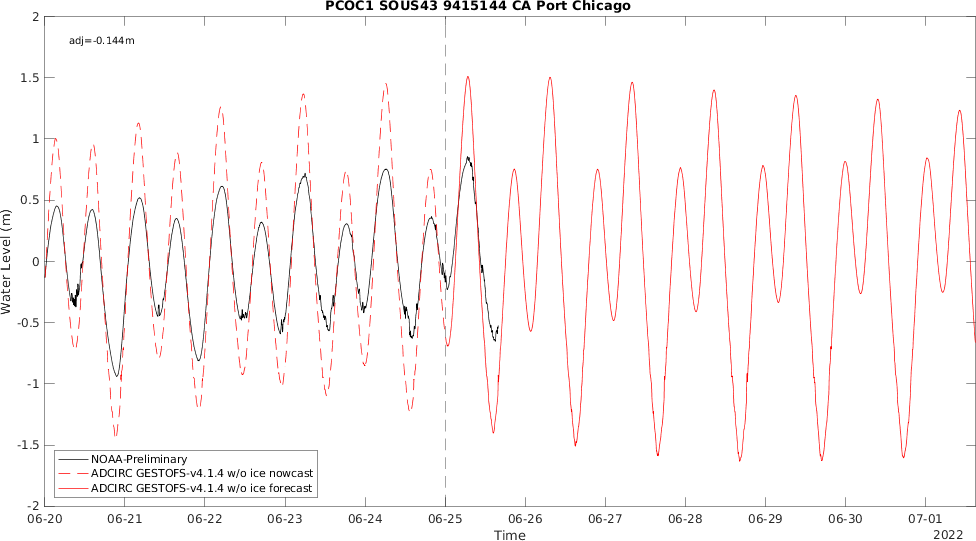 PCOC1 SOUS43 9415144 CA Port Chicago
adj=-0.144m
2
1.5
1
0.5
0
-0.5
-1
-1.5
-2
Water Level (m)
NOAA-Preliminary
ADCIRC GESTOFS-v4.1.4 w/o ice nowcast
ADCIRC GESTOFS-v4.1.4 w/o ice forecast
06-20 06-21 06-22 06-23 06-24 06-25 06-26 06-27 06-28 06-29 06-30 07-01
2022
Time